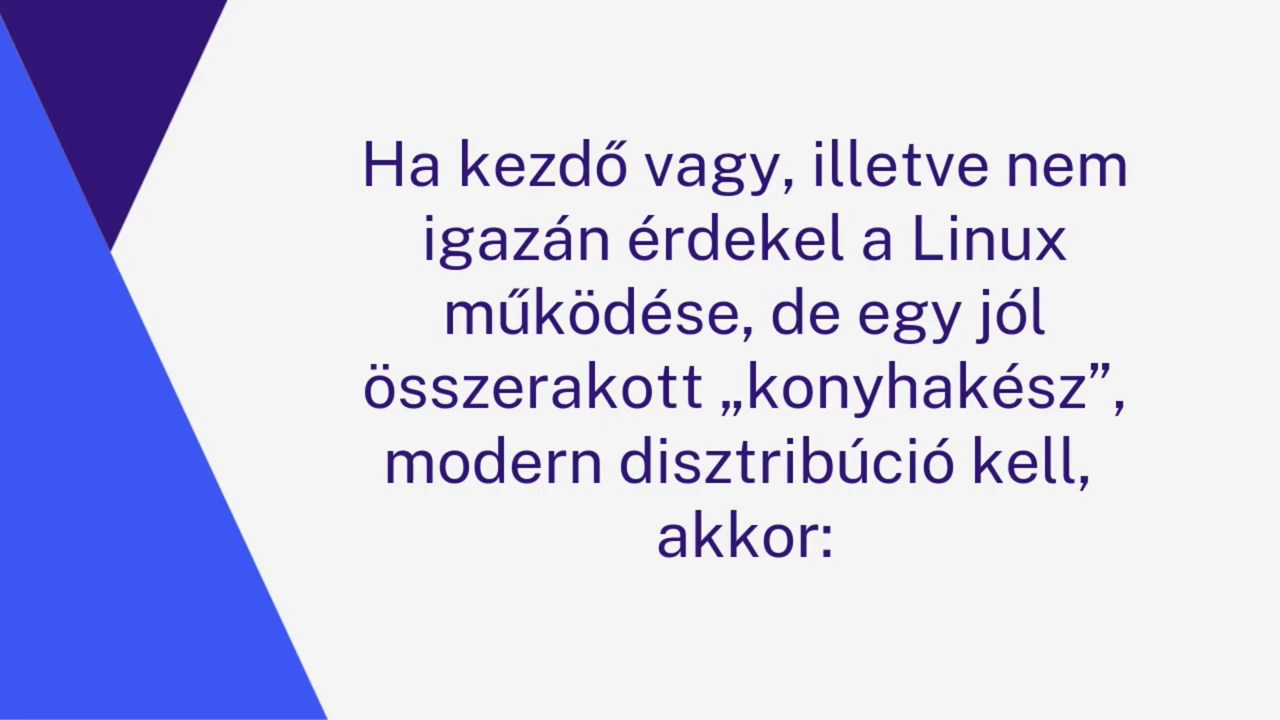 Ha kezdő vagy, illetve nem
igazán érdekel a Linux
működése, de egy jól
összerakott „konyhakész”,
modern disztribúció kell,
akkor: